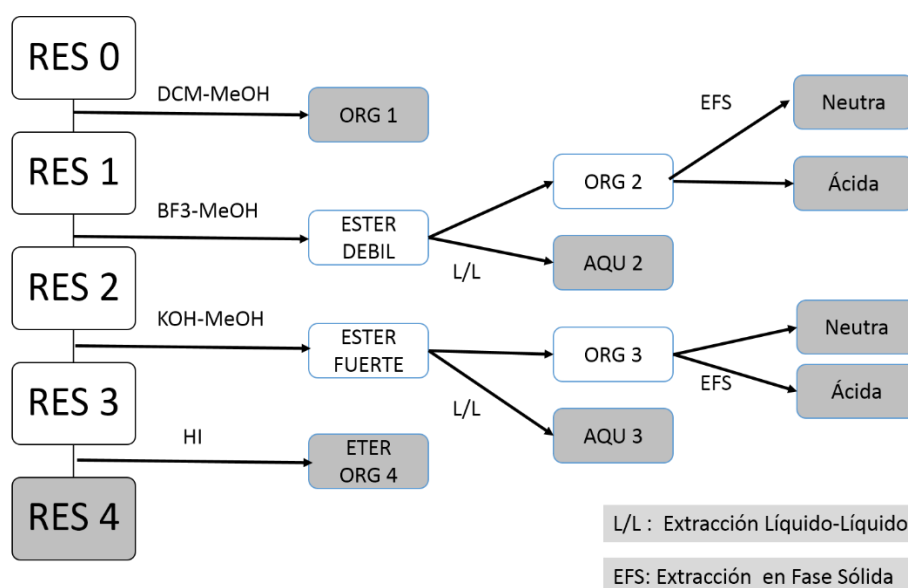 RES 0
DCM-MeOH
ORG 1
EFS
Neutra
RES 1
ORG 2
Ácida
BF3-MeOH
ESTER
DEBIL
L/L
AQU 2
RES 2
KOH-MeOH
ESTER
FUERTE
ORG 3
Neutra
EFS
Ácida
RES 3
L/L
AQU 3
HI
ETER
ORG 4
RES 4
L/L : Extracción Líquido-Líquido
EFS: Extracción en Fase Sólida